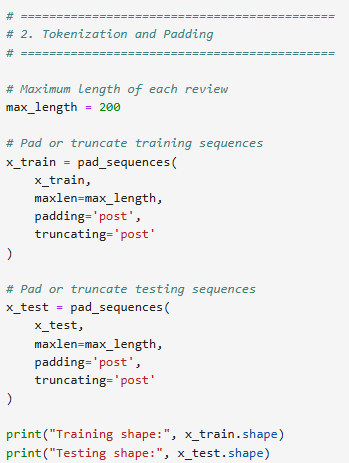 # ============================================
# 2. Tokenization and Padding
# ============================================
# Maximum length of each review
max_length = 200
# Pad or truncate training sequences
x_train = pad_sequences(
    x_train,
    maxlen=max_length,
    padding='post',
    truncating='post'
)
# Pad or truncate testing sequences
x_test = pad_sequences(
    x_test,
    maxlen=max_length,
    padding='post',
    truncating='post'
)
print("Training shape:", x_train.shape)
print("Testing shape:", x_test.shape)